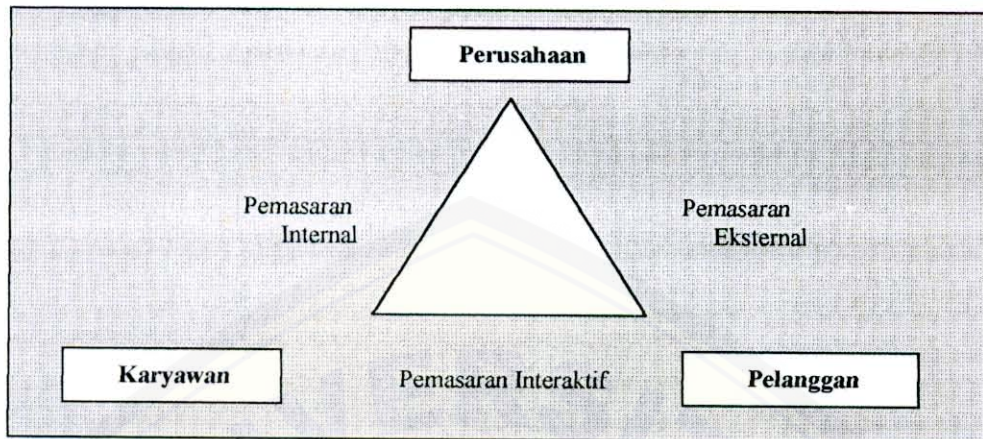 Perusahaan
Pemasaran
Internal
Pemasaran
Eksternal
Karyawan
Pemasaran Interaktif
Pelanggan